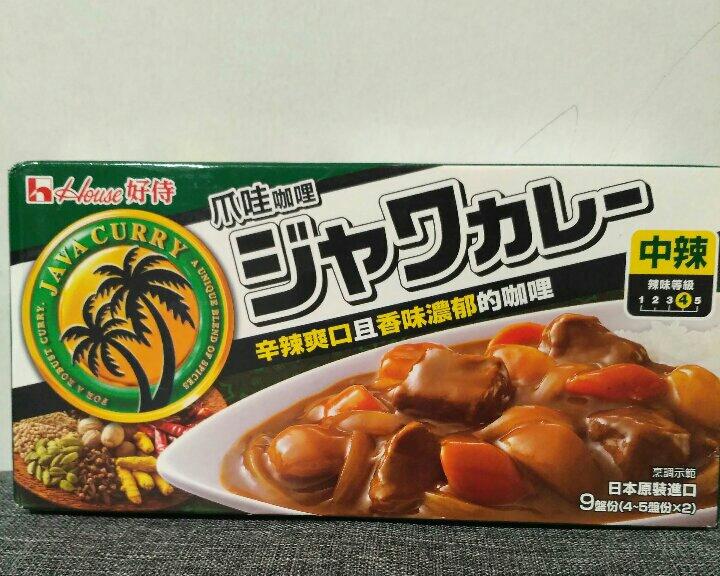 House 好侍
爪哇咖哩
ジャワカレー
JAVA CURRY
A UNIQUE BLEND OF SPICES
FOR A ROBUST CURRY.
辛辣爽口且香味濃郁的咖哩
中辣
辣味等級
1 2 3 4 5
烹調示範
日本原裝進口
9盤份(4~5盤份×2)